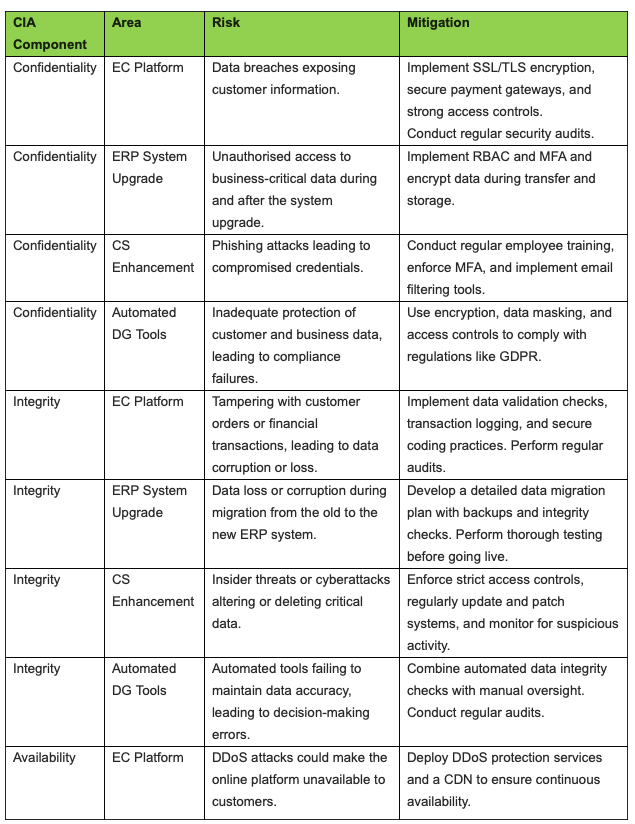 CIA Component Area Risk Mitigation
Confidentiality EC Platform Data breaches exposing customer information. Implement SSL/TLS encryption, secure payment gateways, and strong access controls. Conduct regular security audits.
Confidentiality ERP System Upgrade Unauthorised access to business-critical data during and after the system upgrade. Implement RBAC and MFA and encrypt data during transfer and storage.
Confidentiality CS Enhancement Phishing attacks leading to compromised credentials. Conduct regular employee training, enforce MFA, and implement email filtering tools.
Confidentiality Automated DG Tools Inadequate protection of customer and business data, leading to compliance failures. Use encryption, data masking, and access controls to comply with regulations like GDPR.
Integrity EC Platform Tampering with customer orders or financial transactions, leading to data corruption or loss. Implement data validation checks, transaction logging, and secure coding practices. Perform regular audits.
Integrity ERP System Upgrade Data loss or corruption during migration from the old to the new ERP system. Develop a detailed data migration plan with backups and integrity checks. Perform thorough testing before going live.
Integrity CS Enhancement Insider threats or cyberattacks altering or deleting critical data. Enforce strict access controls, regularly update and patch systems, and monitor for suspicious activity.
Integrity Automated DG Tools Automated tools failing to maintain data accuracy, leading to decision-making errors. Combine automated data integrity checks with manual oversight. Conduct regular audits.
Availability EC Platform DDoS attacks could make the online platform unavailable to customers. Deploy DDoS protection services and a CDN to ensure continuous availability.